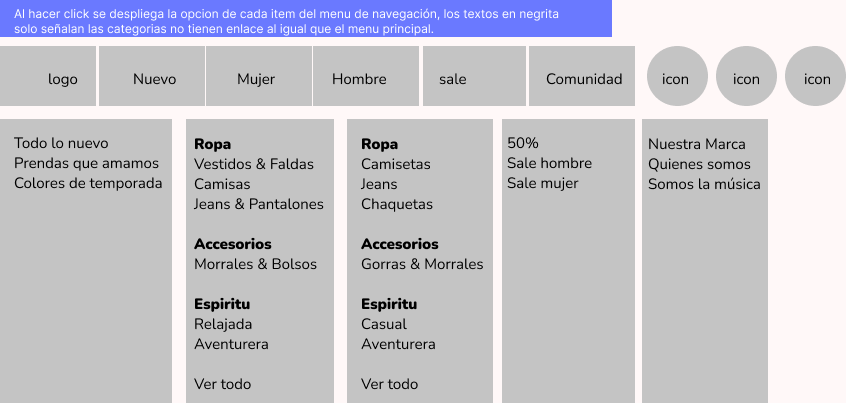 Al hacer click se despliega la opcion de cada item del menu de navegación, los textos en negrita
solo señalan las categorias no tienen enlace al igual que el menu principal.
logo
Nuevo
Mujer
Hombre
sale
Comunidad
icon
icon
icon
Todo lo nuevo
Prendas que amamos
Colores de temporada
Ropa
Vestidos & Faldas
Camisas
Jeans & Pantalones
Accesorios
Morrales & Bolsos
Espiritu
Relajada
Aventurera
Ver todo
Ropa
Camisetas
Jeans
Chaquetas
Accesorios
Gorras & Morrales
Espiritu
Casual
Aventurera
Ver todo
50%
Sale hombre
Sale mujer
Nuestra Marca
Quienes somos
Somos la música